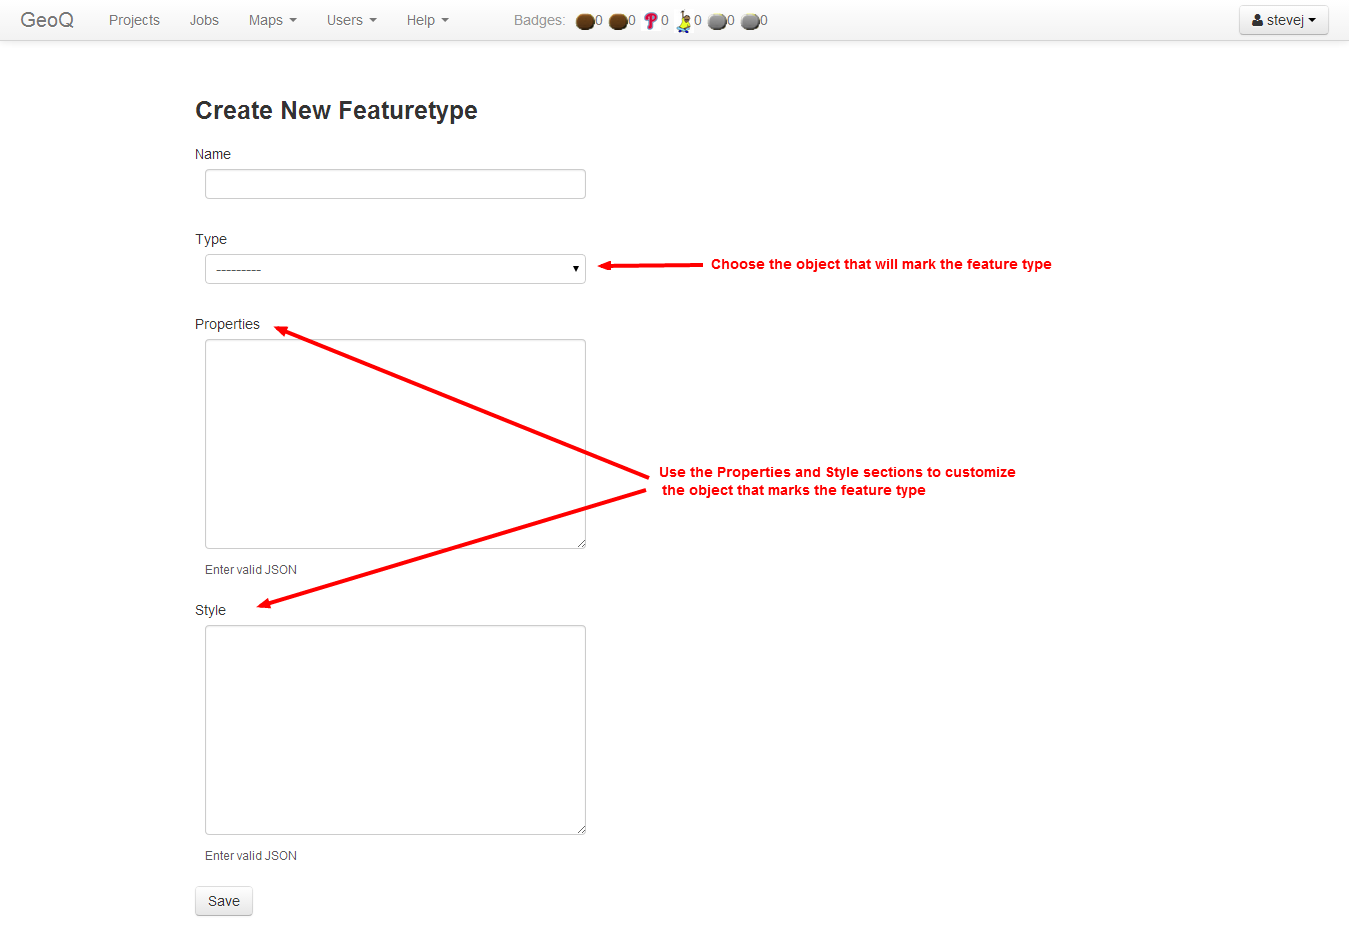 GeoQ Projects Jobs Maps Users Help Badges: 0 0 P 0 0 0 0 stevej
Create New Featuretype
Name
Type
---------
Choose the object that will mark the feature type
Properties
Use the Properties and Style sections to customize
the object that marks the feature type
Enter valid JSON
Style
Enter valid JSON
Save